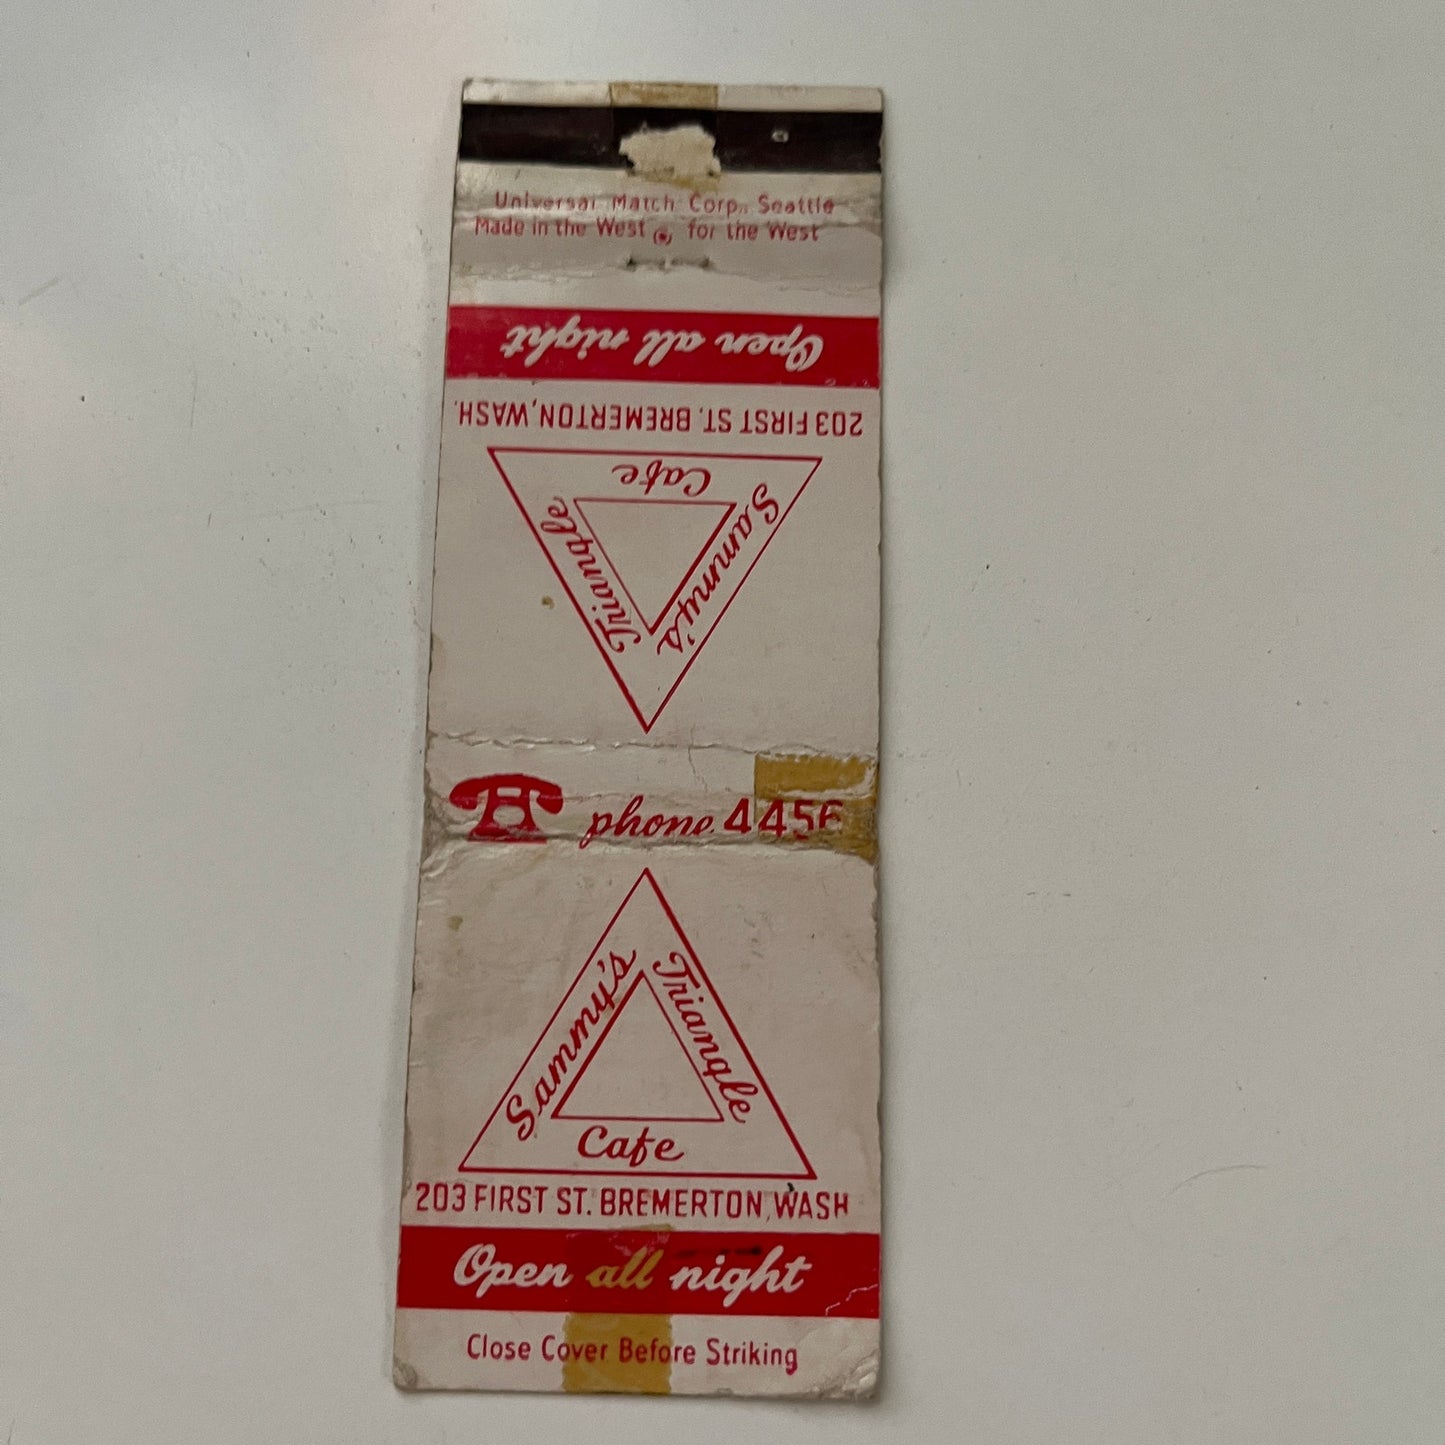 Universal Match Corp., Seattle
Made in the West for the West
Open all night
203 FIRST ST. BREMERTON, WASH.
Sammy's Triangle
Cafe
phone 4456
Sammy's Triangle
Cafe
203 FIRST ST. BREMERTON, WASH
Open all night
Close Cover Before Striking